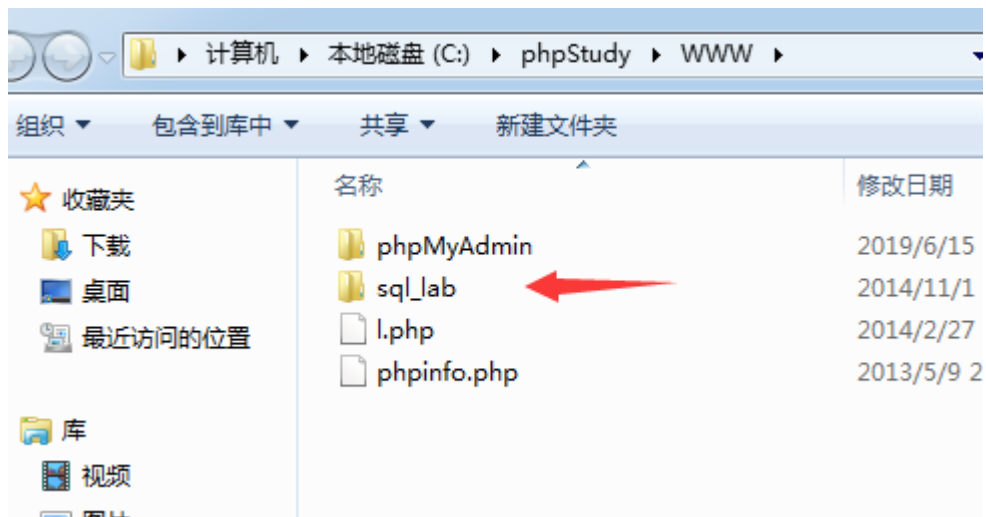 计算机 本地磁盘 (C:) phpStudy WWW
组织 包含到库中 共享 新建文件夹
名称 修改日期
收藏夹
下载
桌面
最近访问的位置
库
视频
phpMyAdmin 2019/6/15
sql_lab 2014/11/1
l.php 2014/2/27
phpinfo.php 2013/5/9 2